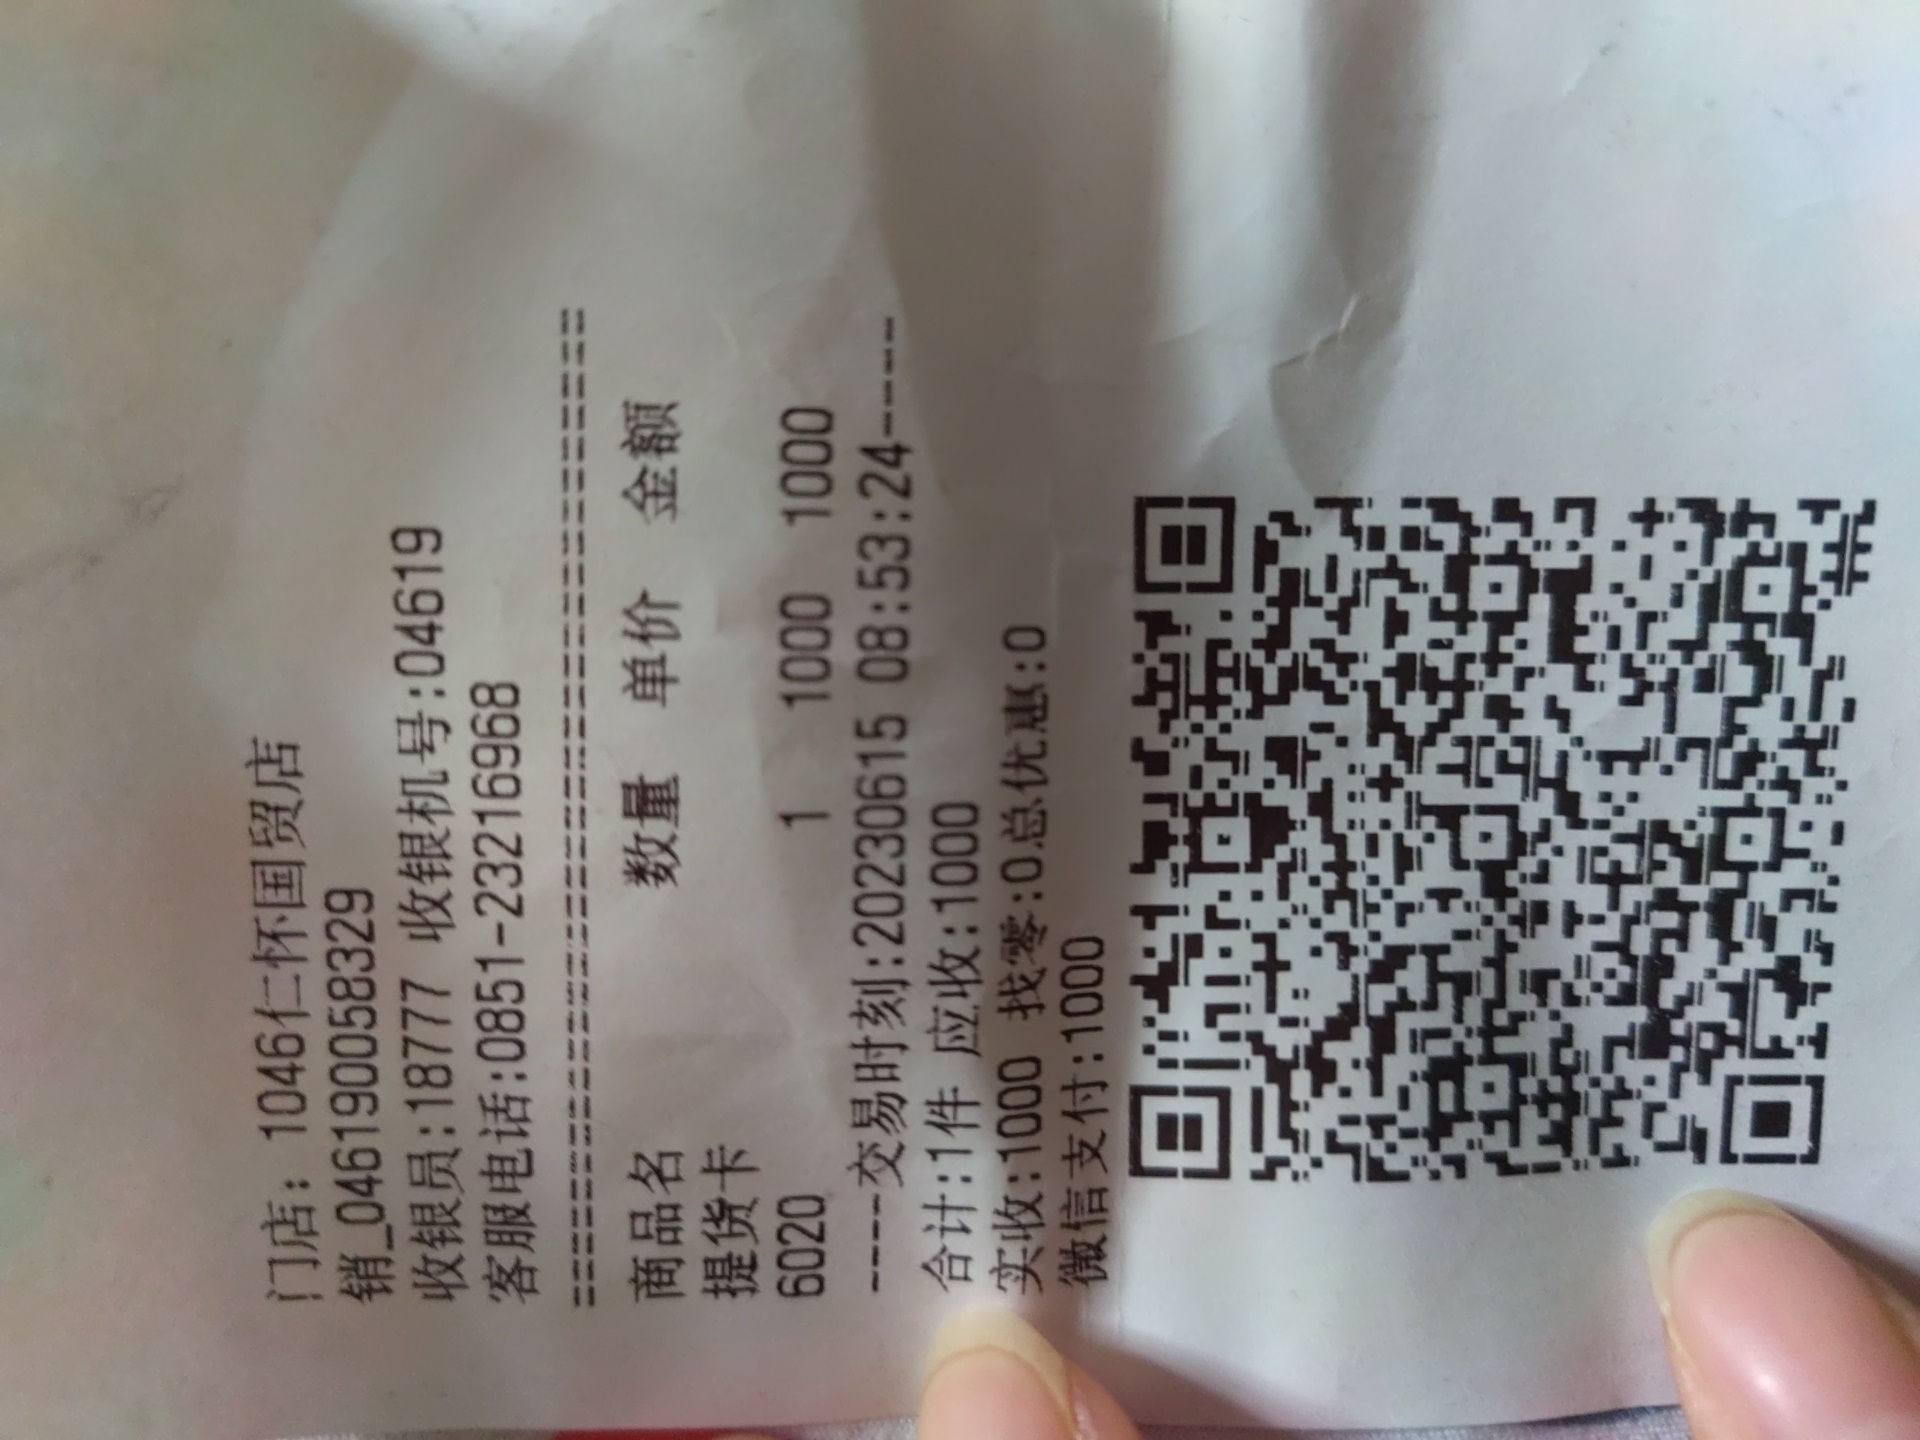 门店: 1046仁怀国贸店
销_0461900583​29
收银员:18777 收银机号:04619
客服电话:0851-23216968
================================
商品名 数量 单价 金额
提货卡
6020 1 1000 1000
-----交易时刻:20230615 08:53:24-----
合计:1件 应收:1000
实收:1000 找零:0总优惠:0
微信支付:1000